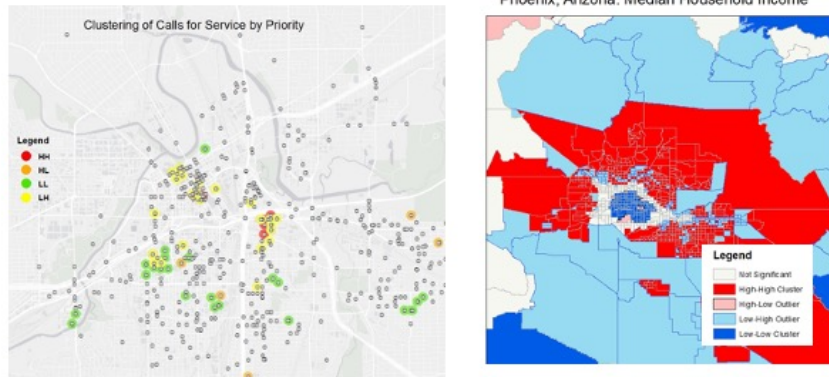 Clustering of Calls for Service by Priority
Legend
HH
HL
LL
LH
Phoenix, Arizona: Median Household Income
Legend
Not Significant
High-High Cluster
High-Low Outlier
Low-High Outlier
Low-Low Cluster